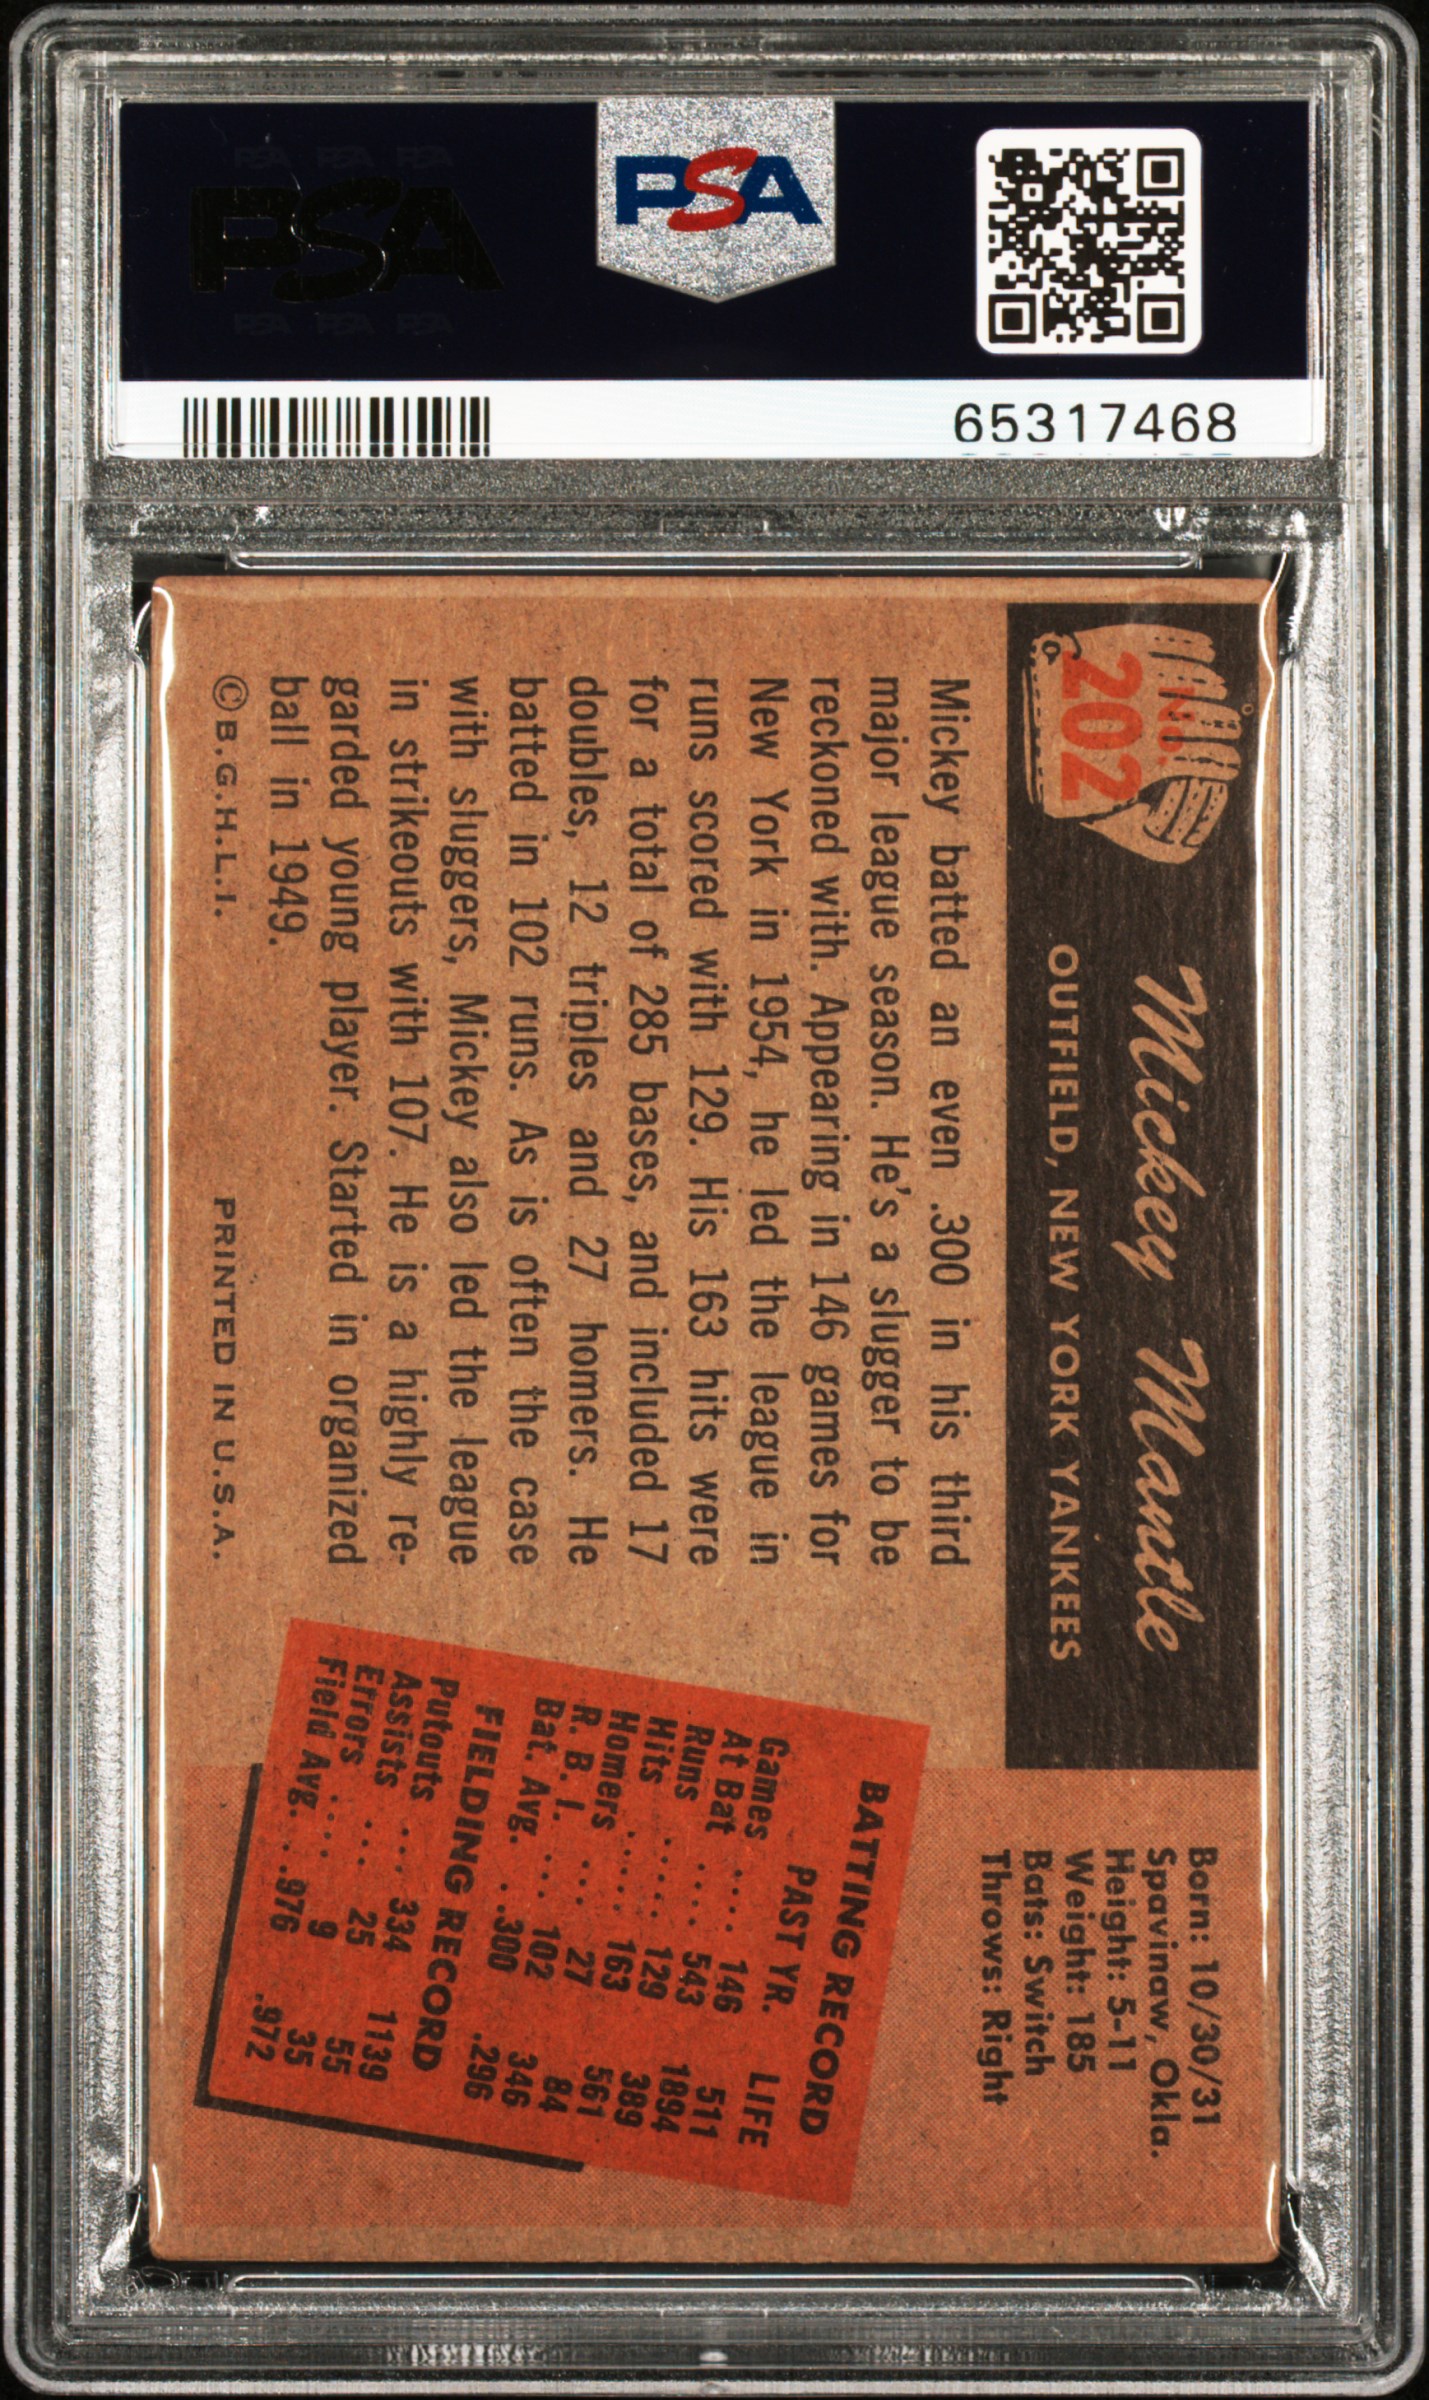 PSA
PSA
65317468
No.
202
Mickey Mantle
OUTFIELD, NEW YORK YANKEES
Mickey batted an even .300 in his third
major league season. He's a slugger to be
reckoned with. Appearing in 146 games for
New York in 1954, he led the league in
runs scored with 129. His 163 hits were
for a total of 285 bases, and included 17
doubles, 12 triples and 27 homers. He
batted in 102 runs. As is often the case
with sluggers, Mickey also led the league
in strikeouts with 107. He is a highly re-
garded young player. Started in organized
ball in 1949.
© B.G.H.L.I. PRINTED IN U.S.A.
Born: 10/30/31
Spavinaw, Okla.
Height: 5-11
Weight: 185
Bats: Switch
Throws: Right
BATTING RECORD
PAST YR. LIFE
Games .... 146 511
At Bat .... 543 1894
Runs ..... 129 389
Hits ...... 163 561
Homers ... 27 84
R. B. I. .... 102 346
Bat. Avg. . .300 .296
FIELDING RECORD
Putouts ... 334 1139
Assists ... 25 55
Errors .... 9 35
Field Avg. . .976 .972